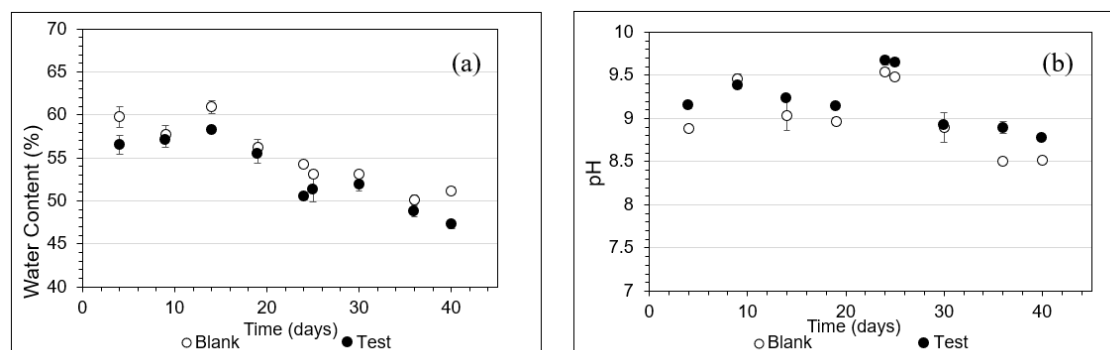 70
65
60
55
50
45
40
Water Content (%)
(a)
0 10 20 30 40
Time (days)
Blank Test
10
9.5
9
8.5
8
7.5
7
pH
(b)
0 10 20 30 40
Time (days)
Blank Test